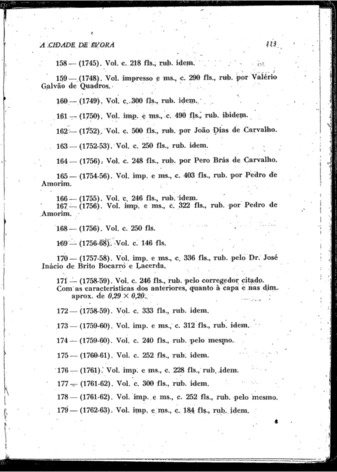 A CIDADE DE EVORA 113
158 — (1745). Vol. c. 218 fls., rub. idem.
159 — (1748). Vol. impresso e ms., c. 290 fls., rub. por Valério
Galvão de Quadros.
160 — (1749). Vol. c. 300 fls., rub. idem.
161 — (1750). Vol. imp. e ms., c. 490 fls., rub. ibidem.
162 — (1752). Vol. c. 500 fls., rub. por João Dias de Carvalho.
163 — (1752-53). Vol. c. 250 fls., rub. idem.
164 — (1756). Vol. c. 248 fls., rub. por Pero Brás de Carvalho.
165 — (1754-56). Vol. imp. e ms., c. 403 fls., rub. por Pedro de
Amorim.
166 — (1755). Vol. c. 246 fls., rub. idem.
167 — (1756). Vol. imp. e ms., c. 322 fls., rub. por Pedro de
Amorim.
168 — (1756). Vol. c. 250 fls.
169 — (1756-68). Vol. c. 146 fls.
170 — (1757-58). Vol. imp. e ms., c. 336 fls., rub. pelo Dr. José
Inácio de Brito Bocarro e Lacerda.
171 — (1758-59). Vol. c. 246 fls., rub. pelo corregedor citado.
Com as características dos anteriores, quanto à capa e nas dim.
aprox. de 0,29 × 0,20.
172 — (1758-59). Vol. c. 333 fls., rub. idem.
173 — (1759-60). Vol. imp. e ms., c. 312 fls., rub. idem.
174 — (1759-60). Vol. c. 240 fls., rub. pelo mesmo.
175 — (1760-61). Vol. c. 252 fls., rub. idem.
176 — (1761). Vol. imp. e ms., c. 228 fls., rub. idem.
177 — (1761-62). Vol. c. 300 fls., rub. idem.
178 — (1761-62). Vol. imp. e ms., c. 252 fls., rub. pelo mesmo.
179 — (1762-63). Vol. imp. e ms., c. 184 fls., rub. idem.